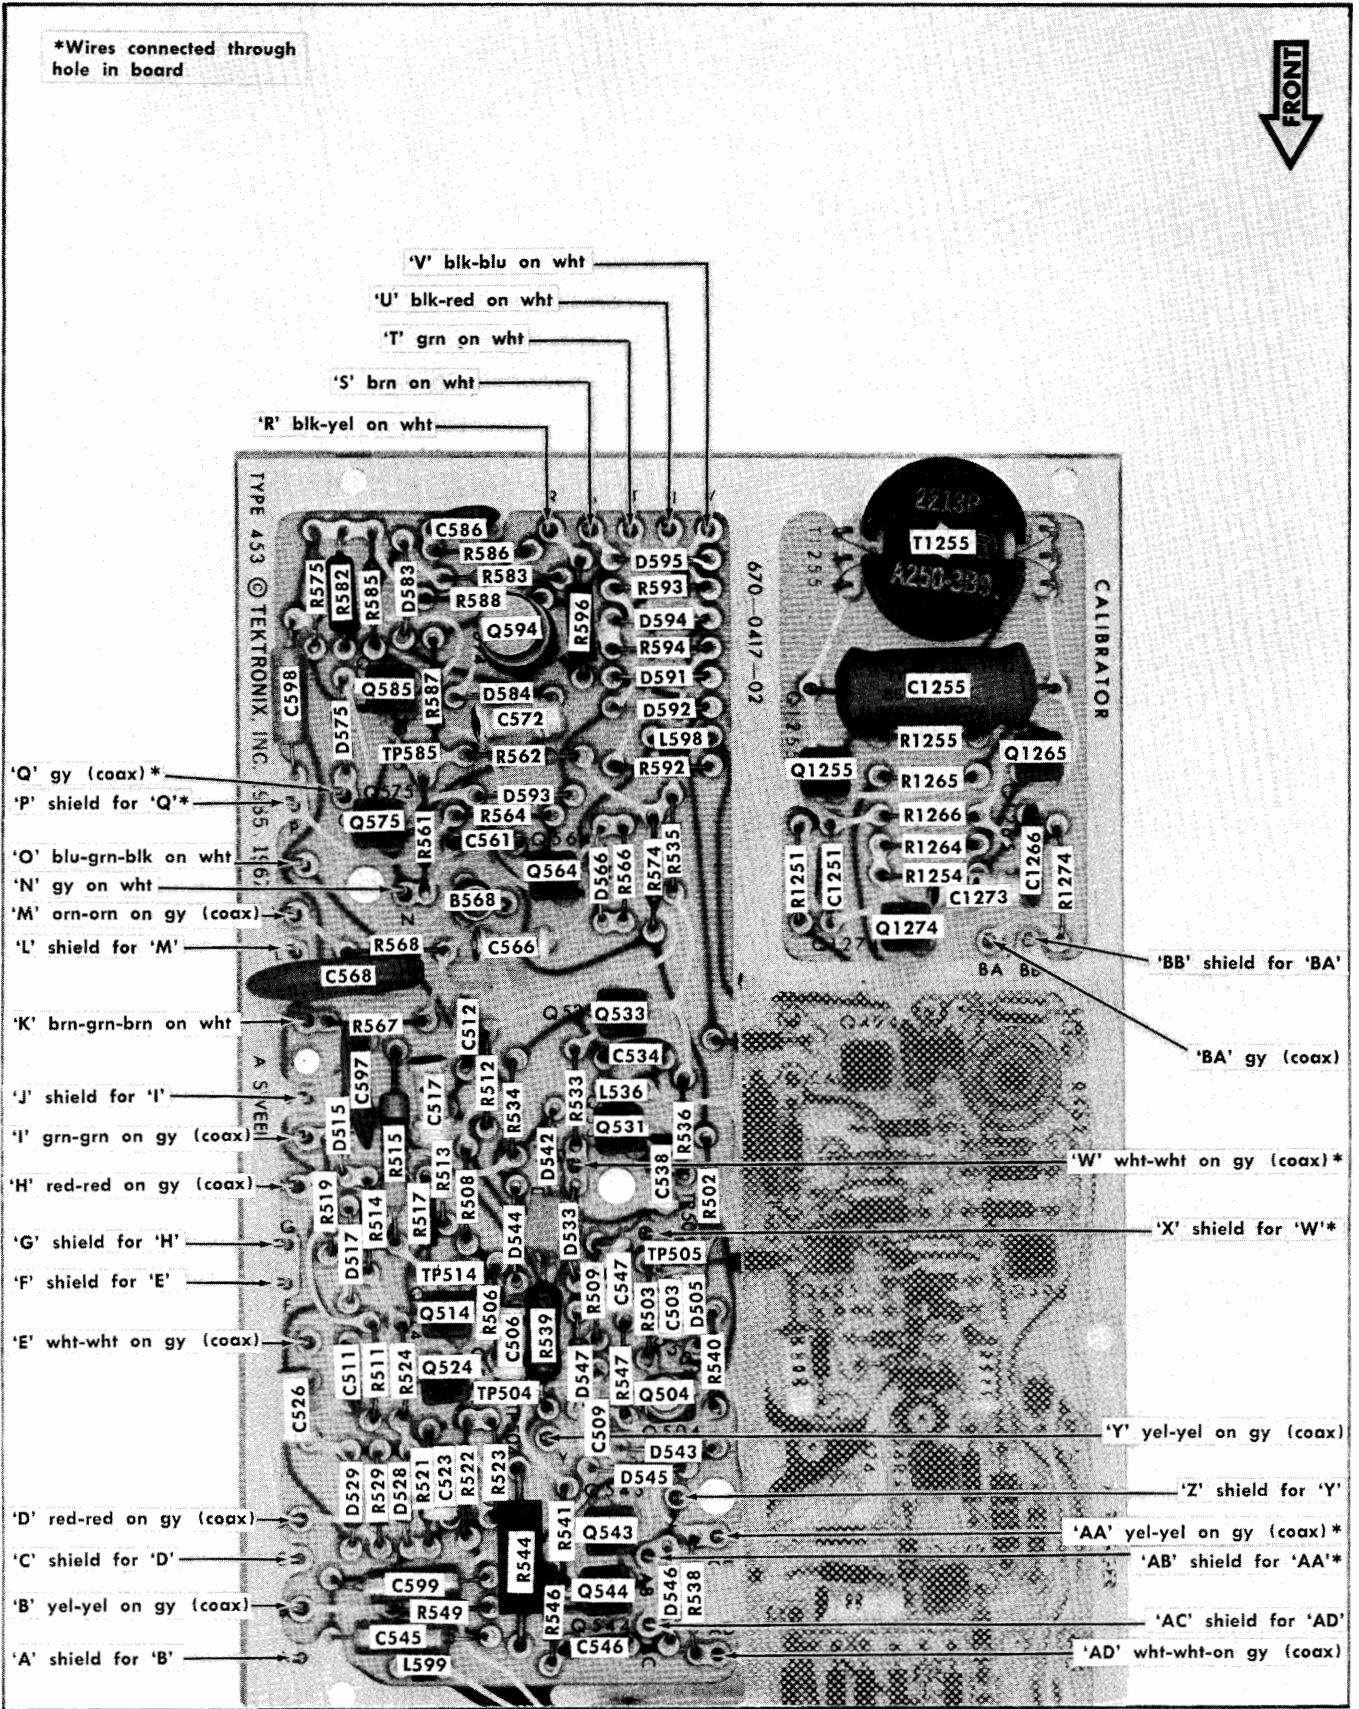 *Wires connected through
hole in board
FRONT
'V' blk-blu on wht
'U' blk-red on wht
'T' grn on wht
'S' brn on wht
'R' blk-yel on wht
TYPE 453 © TEKTRONIX, INC.
670-0417-02
CALIBRATOR
2213P
T1255
A250-389
T1255
C586
R586
R583
R588
Q594
R575
R582
R585
D583
R596
D595
R593
D594
R594
D591
D592
L598
R592
C598
Q585
R587
D584
C572
D575
TP585
R562
D593
R564
C561
Q575
Q575
R561
Q564
D566
R566
R574
R535
B568
R568
C566
C568
C1255
R1255
Q1255
Q1265
R1265
R1266
R1264
R1254
C1273
R1251
C1251
C1266
R1274
Q1274
BA
'Q' gy (coax)*
'P' shield for 'Q'*
'O' blu-grn-blk on wht
'N' gy on wht
'M' orn-orn on gy (coax)
'L' shield for 'M'
'K' brn-grn-brn on wht
'J' shield for 'I'
'I' grn-grn on gy (coax)
'H' red-red on gy (coax)
'G' shield for 'H'
'F' shield for 'E'
'E' wht-wht on gy (coax)
'D' red-red on gy (coax)
'C' shield for 'D'
'B' yel-yel on gy (coax)
'A' shield for 'B'
'BB' shield for 'BA'
'BA' gy (coax)
'W' wht-wht on gy (coax)*
'X' shield for 'W'*
'Y' yel-yel on gy (coax)
'Z' shield for 'Y'
'AA' yel-yel on gy (coax)*
'AB' shield for 'AA'*
'AC' shield for 'AD'
'AD' wht-wht-on gy (coax)
R567
C512
Q533
C534
C597
C517
R512
R534
R533
L536
Q531
R536
D515
R515
R513
R508
D542
C538
R502
R519
R514
R517
D544
D533
D517
TP505
TP514
R506
R509
C547
R503
C503
D505
Q514
C506
R539
R540
C511
R511
R524
Q524
TP504
D547
R547
Q504
C526
C509
D543
D545
D529
R529
D528
R521
C523
R522
R523
R541
Q543
R544
C599
R549
C545
L599
R546
Q544
C546
D546
R538